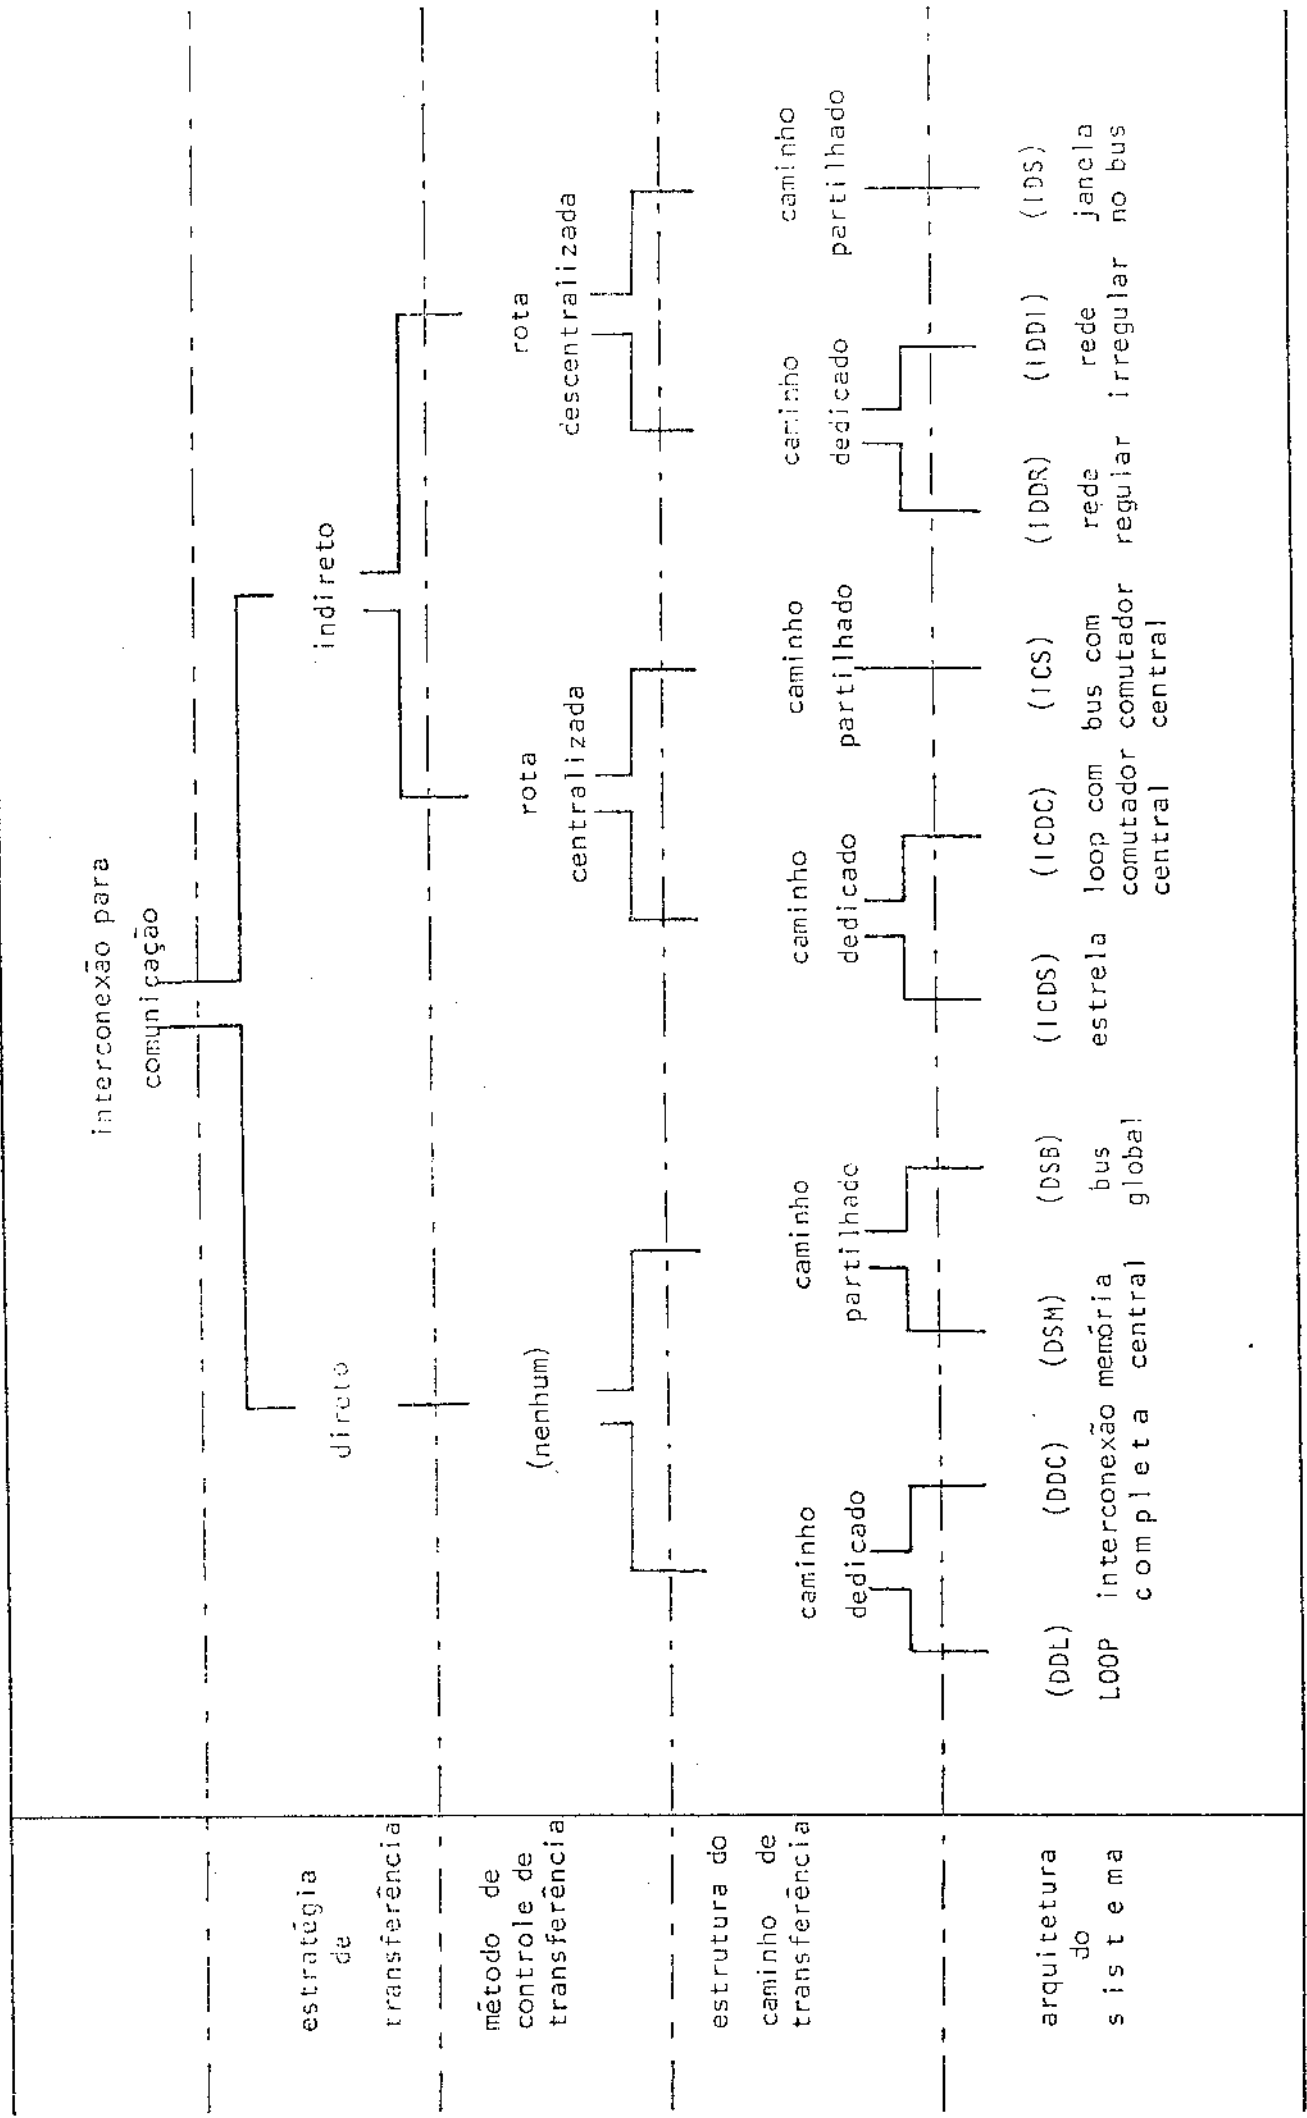 interconexão para
comunicação
estratégia
de
transferência
direto
indireto
método de
controle de
transferência
(nenhum)
rota
centralizada
rota
descentralizada
estrutura do
caminho de
transferência
caminho
dedicado
caminho
partilhado
caminho
dedicado
caminho
partilhado
caminho
dedicado
caminho
partilhado
arquitetura
do
sistema
(DDL)
LOOP
(DDC)
interconexão
completa
(DSM)
memória
central
(DSB)
bus
global
(ICDS)
estrela
(ICDC)
loop com
comutador
central
(ICS)
bus com
comutador
central
(IDDR)
rede
regular
(IDDI)
rede
irregular
(IDS)
janela
no bus